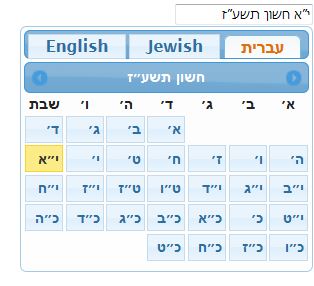 י"א חשון תשע"ז
עברית Jewish English
חשון תשע״ז
א׳ ב׳ ג׳ ד׳ ה׳ ו׳ שבת
א׳ ב׳ ג׳ ד׳
ה׳ ו׳ ז׳ ח׳ ט׳ י׳ י״א
י״ב י״ג י״ד ט״ו ט״ז י״ז י״ח
י״ט כ׳ כ״א כ״ב כ״ג כ״ד כ״ה
כ״ו כ״ז כ״ח כ״ט